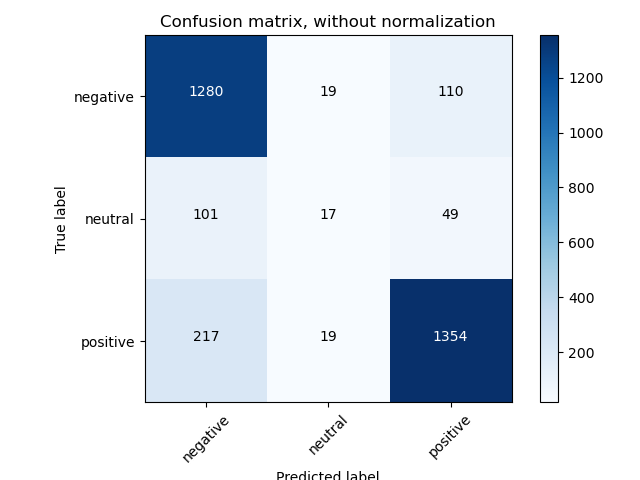 Confusion matrix, without normalization
negative 1280 19 110
neutral 101 17 49
positive 217 19 1354
negative neutral positive
True label
Predicted label
1200
1000
800
600
400
200